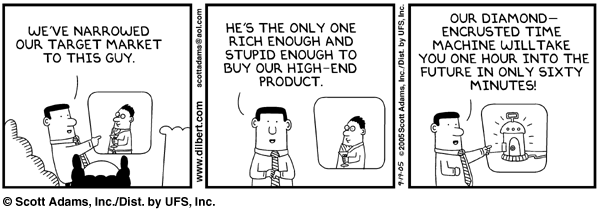 WE'VE NARROWED
OUR TARGET MARKET
TO THIS GUY.
scottadams@aol.com
www.dilbert.com
HE'S THE ONLY ONE
RICH ENOUGH AND
STUPID ENOUGH TO
BUY OUR HIGH-END
PRODUCT.
9-14-05 ©2005 Scott Adams, Inc./Dist. by UFS, Inc.
OUR DIAMOND-
ENCRUSTED TIME
MACHINE WILL TAKE
YOU ONE HOUR INTO THE
FUTURE IN ONLY SIXTY
MINUTES!
© Scott Adams, Inc./Dist. by UFS, Inc.